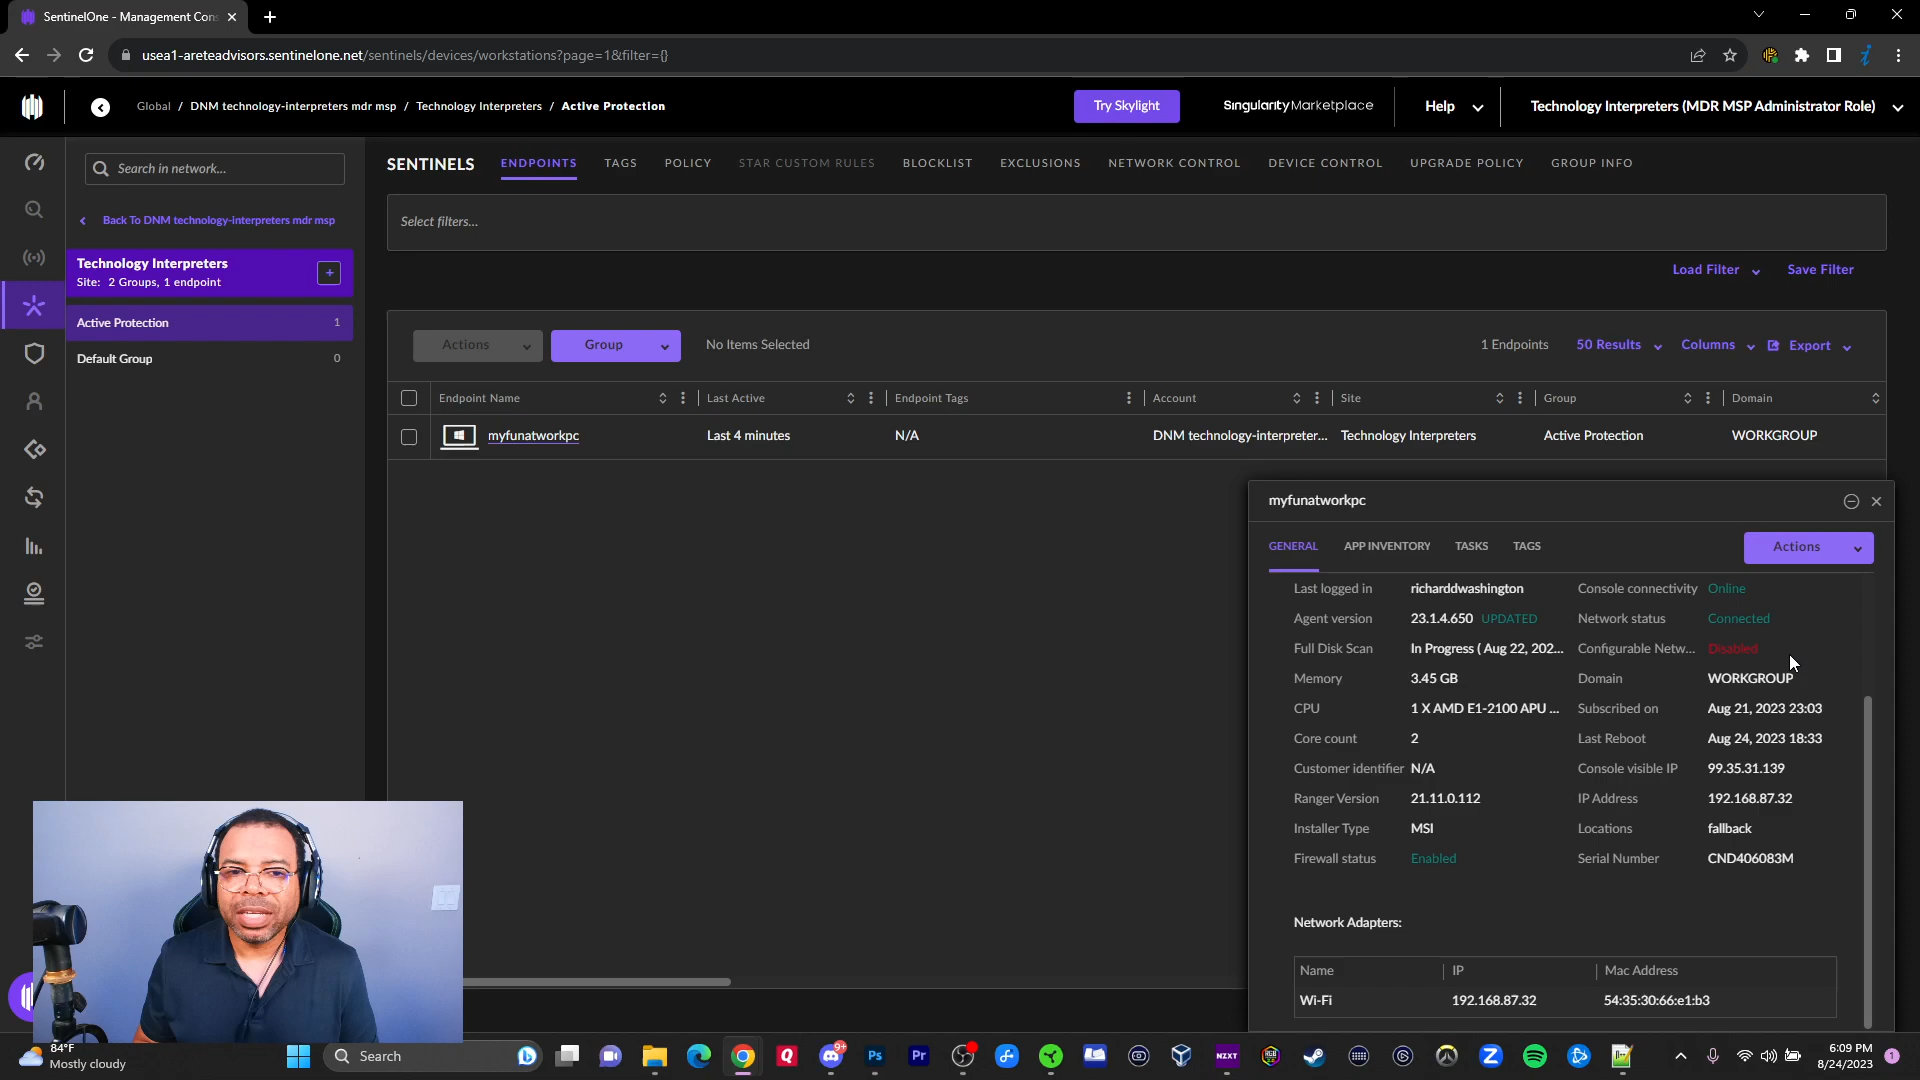 SentinelOne - Management Cons
usea1-areteadvisors.sentinelone.net/sentinels/devices/workstations?page=1&filter={}
Global / DNM technology-interpreters mdr msp / Technology Interpreters / Active Protection
Try Skylight
Singularity Marketplace
Help
Technology Interpreters (MDR MSP Administrator Role)
Search in network...
Back To DNM technology-interpreters mdr msp
Technology Interpreters
Site: 2 Groups, 1 endpoint
+
Active Protection 1
Default Group 0
SENTINELS ENDPOINTS TAGS POLICY STAR CUSTOM RULES BLOCKLIST EXCLUSIONS NETWORK CONTROL DEVICE CONTROL UPGRADE POLICY GROUP INFO
Select filters...
Load Filter Save Filter
Actions Group No Items Selected 1 Endpoints 50 Results Columns Export
Endpoint Name Last Active Endpoint Tags Account Site Group Domain
myfunatworkpc Last 4 minutes N/A DNM technology-interpreter... Technology Interpreters Active Protection WORKGROUP
myfunatworkpc
GENERAL APP INVENTORY TASKS TAGS Actions
Last logged in richarddwashington Console connectivity Online
Agent version 23.1.4.650 UPDATED Network status Connected
Full Disk Scan In Progress ( Aug 22, 202... Configurable Netw... Disabled
Memory 3.45 GB Domain WORKGROUP
CPU 1 X AMD E1-2100 APU ... Subscribed on Aug 21, 2023 23:03
Core count 2 Last Reboot Aug 24, 2023 18:33
Customer identifier N/A Console visible IP 99.35.31.139
Ranger Version 21.11.0.112 IP Address 192.168.87.32
Installer Type MSI Locations fallback
Firewall status Enabled Serial Number CND406083M
Network Adapters:
Name IP Mac Address
Wi-Fi 192.168.87.32 54:35:30:66:e1:b3
84°F
Mostly cloudy
Search
Q
9+
Ps
Pr
NZXT
Z
6:09 PM
8/24/2023
1